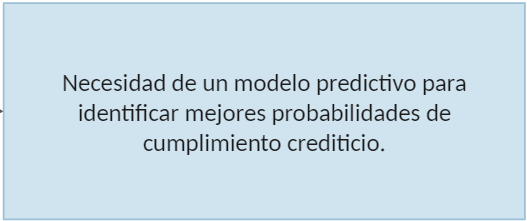 Necesidad de un modelo predictivo para
identificar mejores probabilidades de
cumplimiento crediticio.